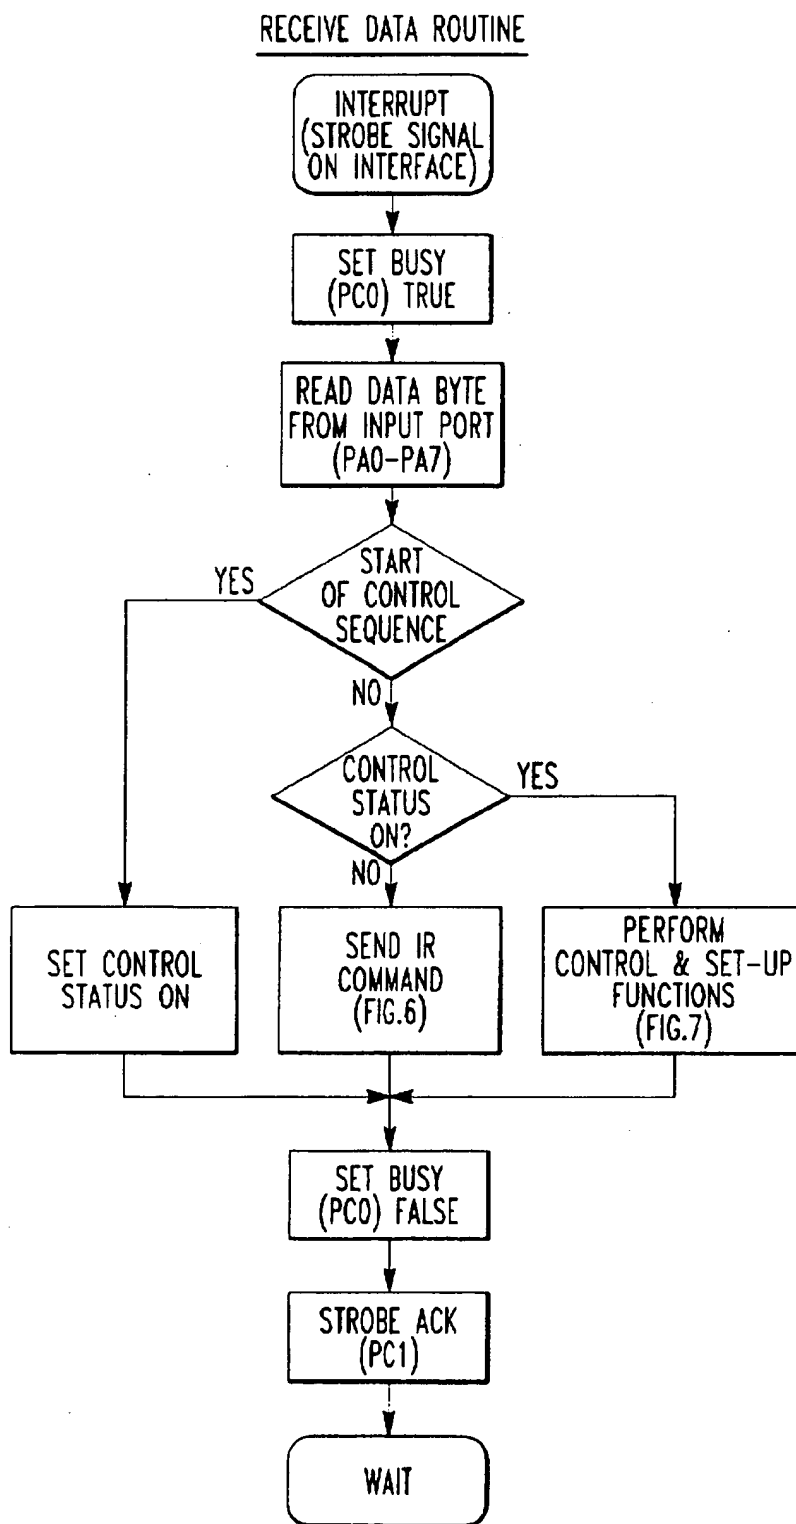 RECEIVE DATA ROUTINE
INTERRUPT
(STROBE SIGNAL
ON INTERFACE)
SET BUSY
(PC0) TRUE
READ DATA BYTE
FROM INPUT PORT
(PA0-PA7)
START
OF CONTROL
SEQUENCE
YES
NO
CONTROL
STATUS
ON?
YES
NO
SET CONTROL
STATUS ON
SEND IR
COMMAND
(FIG.6)
PERFORM
CONTROL & SET-UP
FUNCTIONS
(FIG.7)
SET BUSY
(PC0) FALSE
STROBE ACK
(PC1)
WAIT